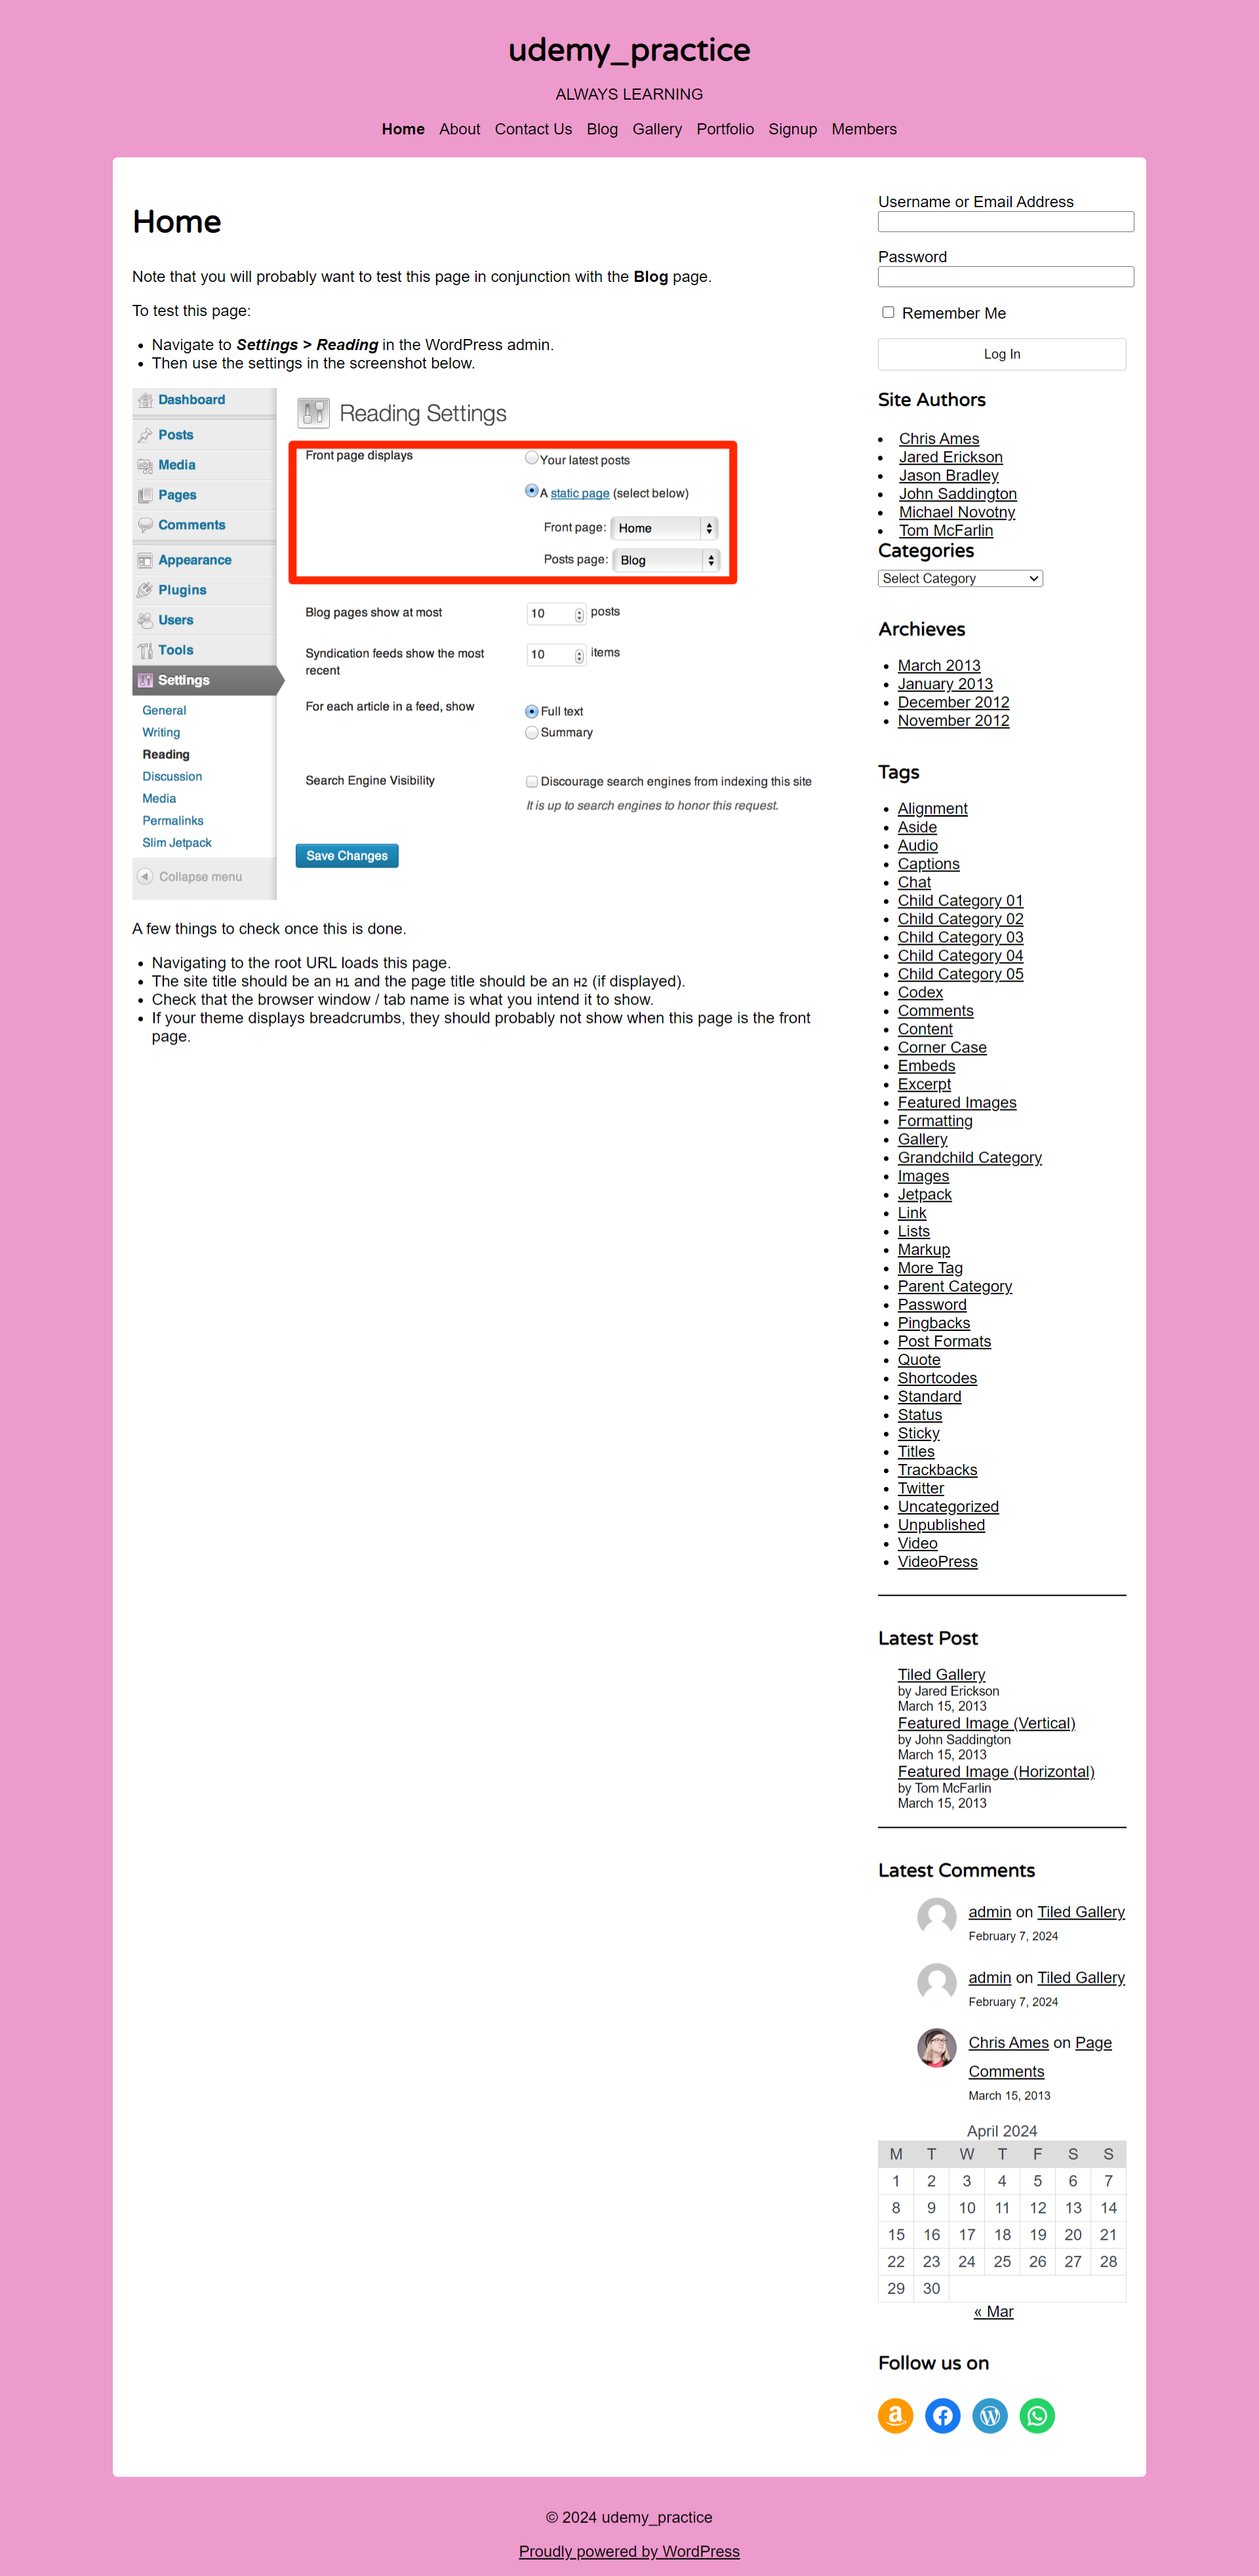 udemy_practice
ALWAYS LEARNING
Home About Contact Us Blog Gallery Portfolio Signup Members
Home
Note that you will probably want to test this page in conjunction with the Blog page.
To test this page:
Navigate to Settings > Reading in the WordPress admin.
Then use the settings in the screenshot below.
Dashboard
Posts
Media
Pages
Comments
Appearance
Plugins
Users
Tools
Settings
General
Writing
Reading
Discussion
Media
Permalinks
Slim Jetpack
Collapse menu
Reading Settings
Front page displays
Your latest posts
A static page (select below)
Front page: Home
Posts page: Blog
Blog pages show at most 10 posts
Syndication feeds show the most
recent
10 items
For each article in a feed, show
Full text
Summary
Search Engine Visibility
Discourage search engines from indexing this site
It is up to search engines to honor this request.
Save Changes
A few things to check once this is done.
Navigating to the root URL loads this page.
The site title should be an H1 and the page title should be an H2 (if displayed).
Check that the browser window / tab name is what you intend it to show.
If your theme displays breadcrumbs, they should probably not show when this page is the front
page.
Username or Email Address
Password
Remember Me
Log In
Site Authors
Chris Ames
Jared Erickson
Jason Bradley
John Saddington
Michael Novotny
Tom McFarlin
Categories
Select Category
Archieves
March 2013
January 2013
December 2012
November 2012
Tags
Alignment
Aside
Audio
Captions
Chat
Child Category 01
Child Category 02
Child Category 03
Child Category 04
Child Category 05
Codex
Comments
Content
Corner Case
Embeds
Excerpt
Featured Images
Formatting
Gallery
Grandchild Category
Images
Jetpack
Link
Lists
Markup
More Tag
Parent Category
Password
Pingbacks
Post Formats
Quote
Shortcodes
Standard
Status
Sticky
Titles
Trackbacks
Twitter
Uncategorized
Unpublished
Video
VideoPress
Latest Post
Tiled Gallery
by Jared Erickson
March 15, 2013
Featured Image (Vertical)
by John Saddington
March 15, 2013
Featured Image (Horizontal)
by Tom McFarlin
March 15, 2013
Latest Comments
admin on Tiled Gallery
February 7, 2024
admin on Tiled Gallery
February 7, 2024
Chris Ames on Page
Comments
March 15, 2013
April 2024
M T W T F S S
1 2 3 4 5 6 7
8 9 10 11 12 13 14
15 16 17 18 19 20 21
22 23 24 25 26 27 28
29 30
« Mar
Follow us on
© 2024 udemy_practice
Proudly powered by WordPress